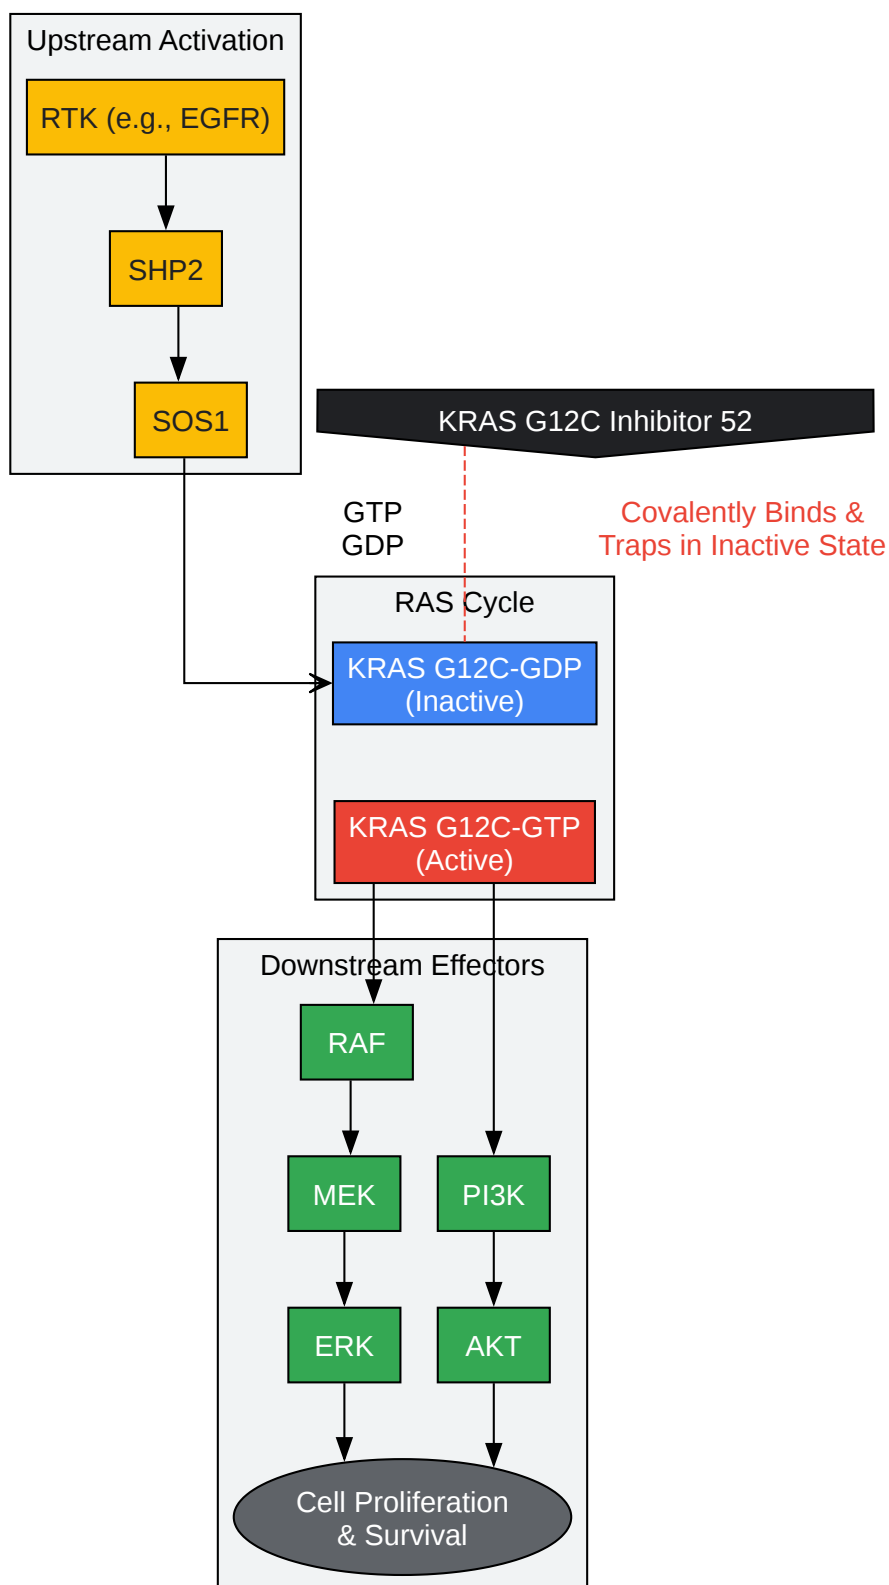 Upstream Activation
RTK (e.g., EGFR)
SHP2
SOS1
KRAS G12C Inhibitor 52
GTP
GDP
Covalently Binds &
Traps in Inactive State
RAS Cycle
KRAS G12C-GDP
(Inactive)
KRAS G12C-GTP
(Active)
Downstream Effectors
RAF
MEK
PI3K
ERK
AKT
Cell Proliferation
& Survival